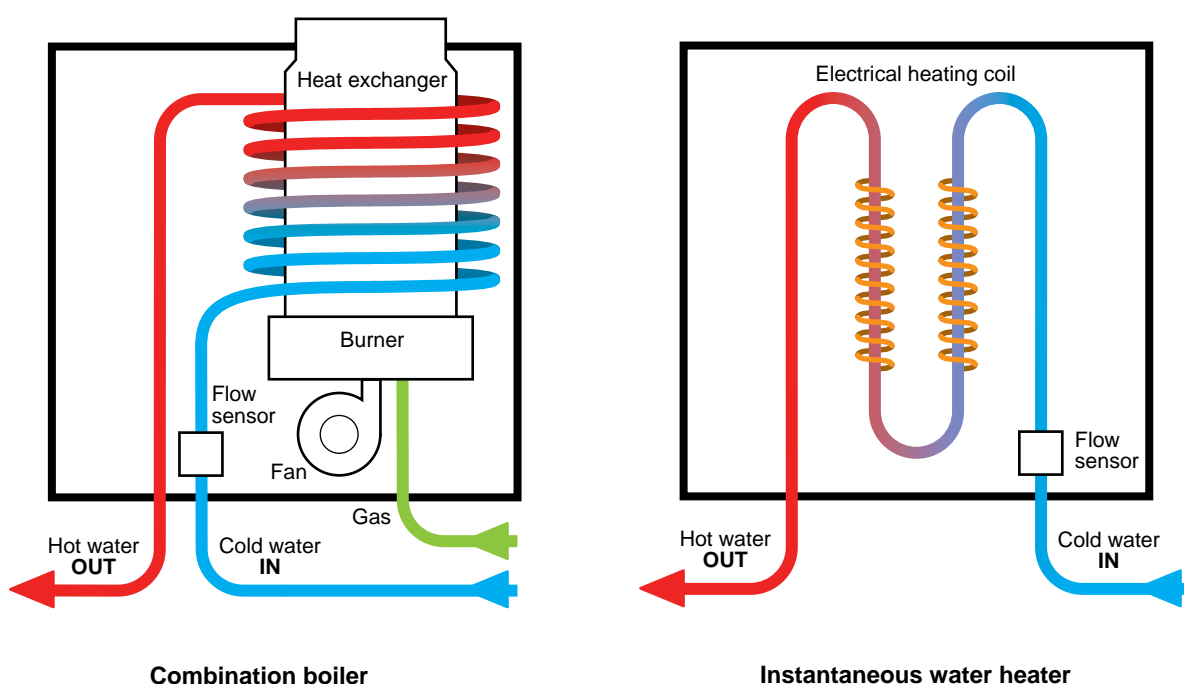 Heat exchanger
Burner
Flow
sensor
Fan
Gas
Hot water
OUT
Cold water
IN
Combination boiler
Electrical heating coil
Flow
sensor
Hot water
OUT
Cold water
IN
Instantaneous water heater